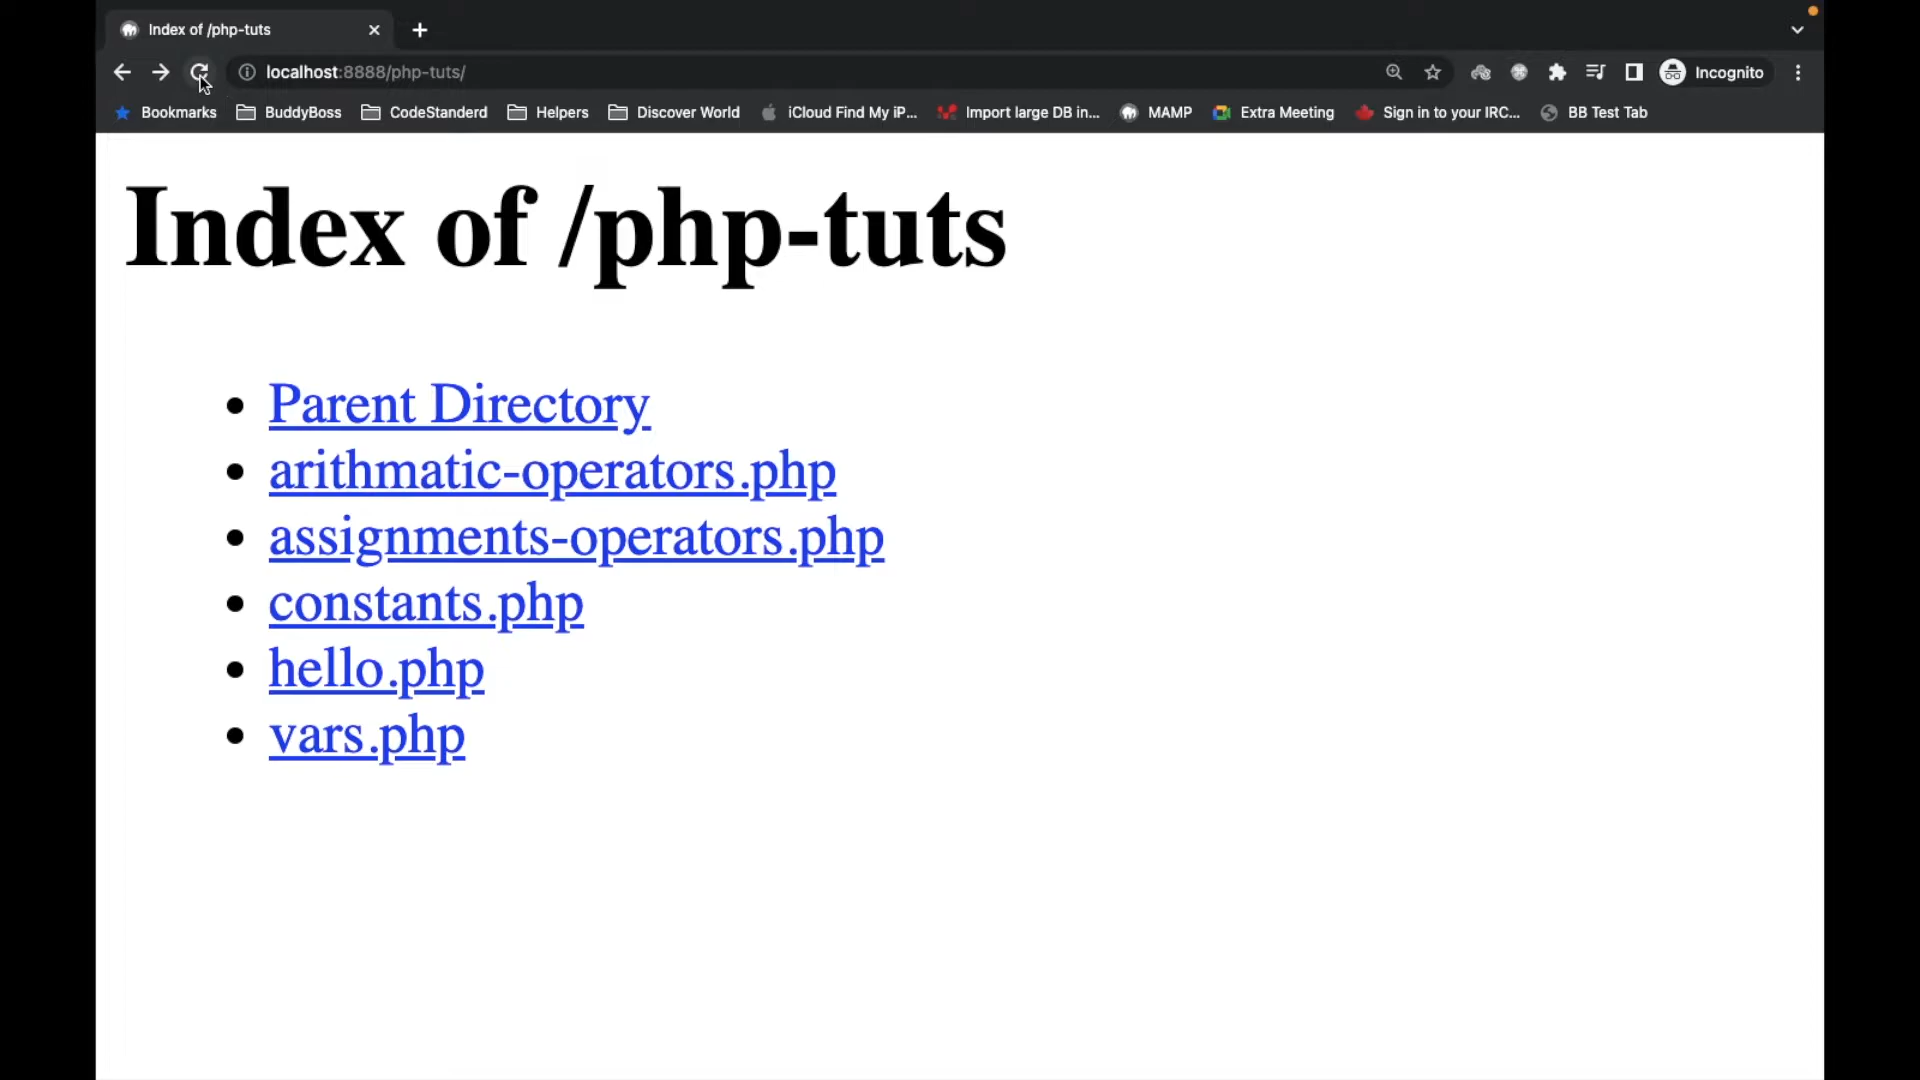 Index of /php-tuts
localhost:8888/php-tuts/
Incognito
Bookmarks BuddyBoss CodeStanderd Helpers Discover World iCloud Find My iP... Import large DB in... MAMP Extra Meeting Sign in to your IRC... BB Test Tab
Index of /php-tuts
Parent Directory
arithmatic-operators.php
assignments-operators.php
constants.php
hello.php
vars.php